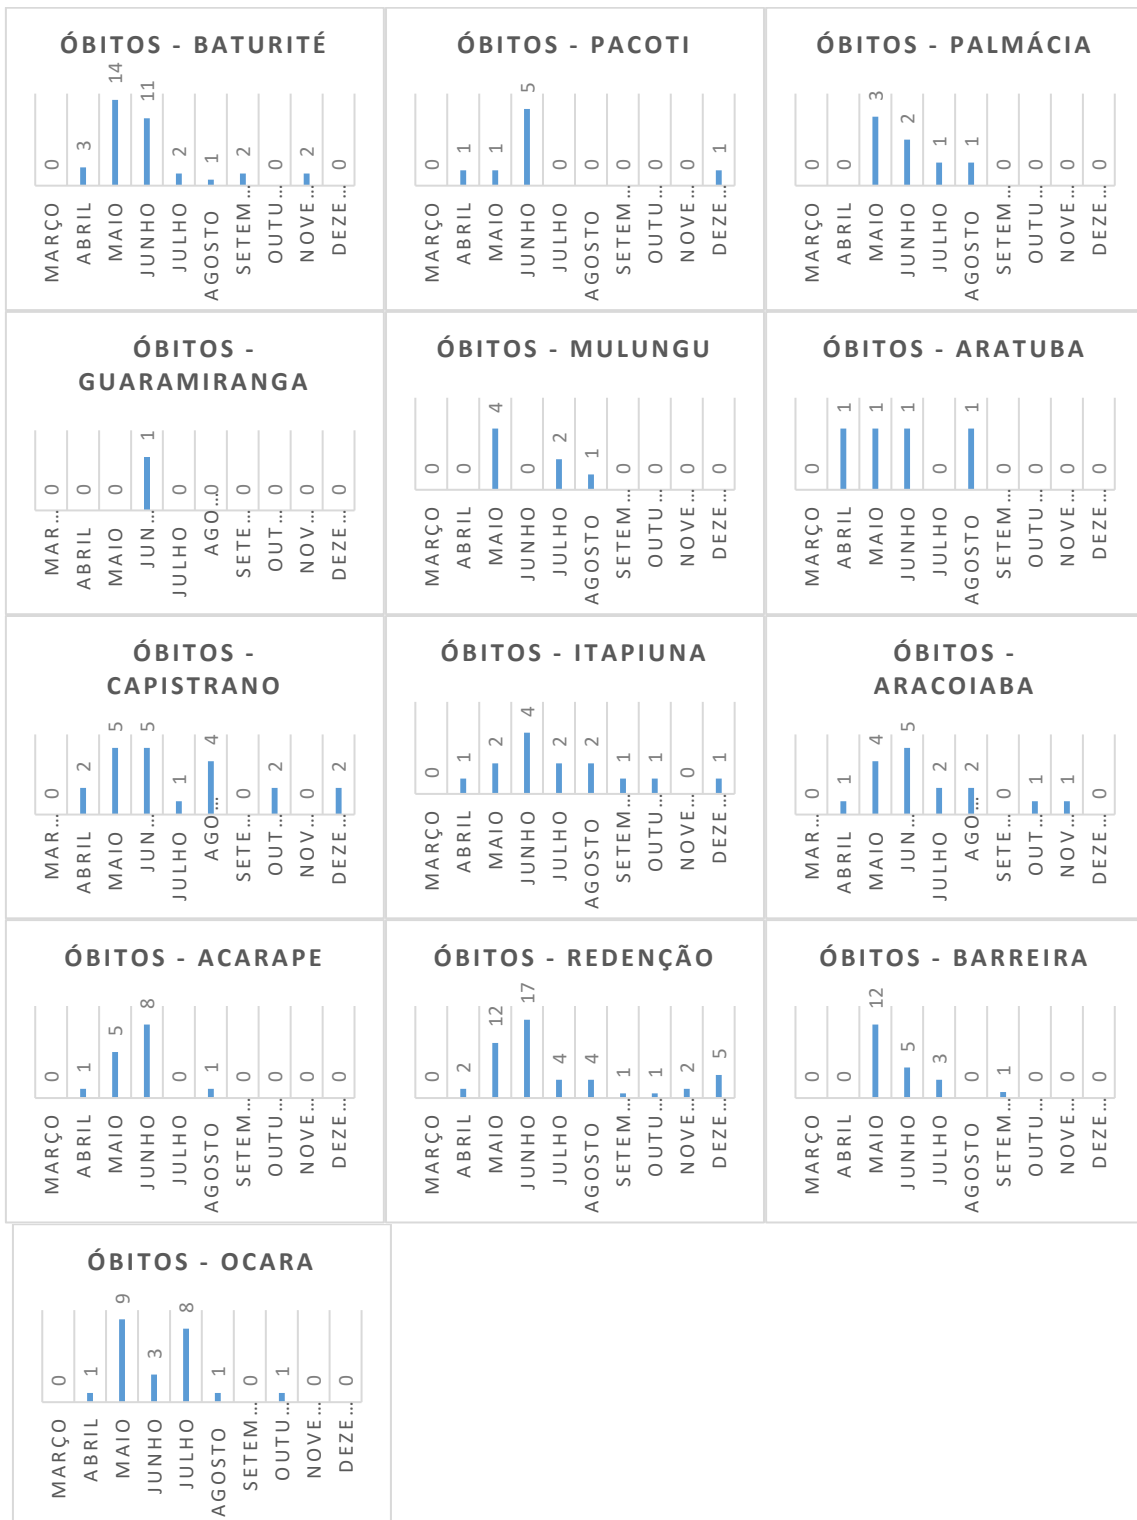 ÓBITOS - BATURITÉ
0 3 14 11 2 1 2 0 2 0
MARÇO ABRIL MAIO JUNHO JULHO AGOSTO SETEM... OUTU... NOVE... DEZE...
ÓBITOS - PACOTI
0 1 1 5 0 0 0 0 0 1
MARÇO ABRIL MAIO JUNHO JULHO AGOSTO SETEM... OUTU... NOVE... DEZE...
ÓBITOS - PALMÁCIA
0 0 3 2 1 1 0 0 0 0
MARÇO ABRIL MAIO JUNHO JULHO AGOSTO SETEM... OUTU... NOVE... DEZE...
ÓBITOS -
GUARAMIRANGA
0 0 0 1 0 0 0 0 0 0
MAR... ABRIL MAIO JUN... JULHO AGO... SETE... OUT... NOV... DEZE...
ÓBITOS - MULUNGU
0 0 4 0 2 1 0 0 0 0
MARÇO ABRIL MAIO JUNHO JULHO AGOSTO SETEM... OUTU... NOVE... DEZE...
ÓBITOS - ARATUBA
0 1 1 1 0 1 0 0 0 0
MARÇO ABRIL MAIO JUNHO JULHO AGOSTO SETEM... OUTU... NOVE... DEZE...
ÓBITOS -
CAPISTRANO
0 2 5 5 1 4 0 2 0 2
MAR... ABRIL MAIO JUN... JULHO AGO... SETE... OUT... NOV... DEZE...
ÓBITOS - ITAPIUNA
0 1 2 4 2 2 1 1 0 1
MARÇO ABRIL MAIO JUNHO JULHO AGOSTO SETEM... OUTU... NOVE... DEZE...
ÓBITOS -
ARACOIABA
0 1 4 5 2 2 0 1 1 0
MAR... ABRIL MAIO JUN... JULHO AGO... SETE... OUT... NOV... DEZE...
ÓBITOS - ACARAPE
0 1 5 8 0 1 0 0 0 0
MARÇO ABRIL MAIO JUNHO JULHO AGOSTO SETEM... OUTU... NOVE... DEZE...
ÓBITOS - REDENÇÃO
0 2 12 17 4 4 1 1 2 5
MARÇO ABRIL MAIO JUNHO JULHO AGOSTO SETEM... OUTU... NOVE... DEZE...
ÓBITOS - BARREIRA
0 0 12 5 3 0 1 0 0 0
MARÇO ABRIL MAIO JUNHO JULHO AGOSTO SETEM... OUTU... NOVE... DEZE...
ÓBITOS - OCARA
0 1 9 3 8 1 0 1 0 0
MARÇO ABRIL MAIO JUNHO JULHO AGOSTO SETEM... OUTU... NOVE... DEZE...